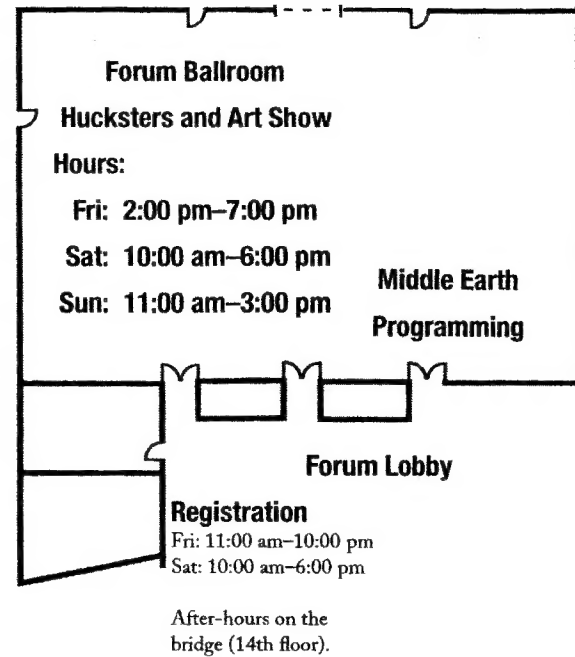 Forum Ballroom
Hucksters and Art Show
Hours:
Fri: 2:00 pm–7:00 pm
Sat: 10:00 am–6:00 pm
Sun: 11:00 am–3:00 pm
Middle Earth
Programming
Forum Lobby
Registration
Fri: 11:00 am–10:00 pm
Sat: 10:00 am–6:00 pm
After-hours on the
bridge (14th floor).